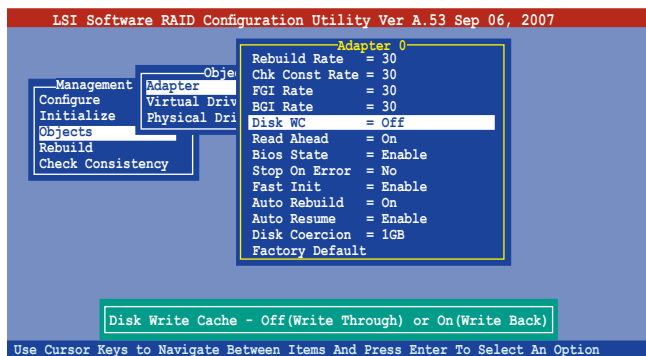 LSI Software RAID Configuration Utility Ver A.53 Sep 06, 2007
Management
Configure
Initialize
Objects
Rebuild
Check Consistency
Obje
Adapter
Virtual Driv
Physical Dri
Adapter 0
Rebuild Rate = 30
Chk Const Rate = 30
FGI Rate = 30
BGI Rate = 30
Disk WC = Off
Read Ahead = On
Bios State = Enable
Stop On Error = No
Fast Init = Enable
Auto Rebuild = On
Auto Resume = Enable
Disk Coercion = 1GB
Factory Default
Disk Write Cache - Off(Write Through) or On(Write Back)
Use Cursor Keys to Navigate Between Items And Press Enter To Select An Option